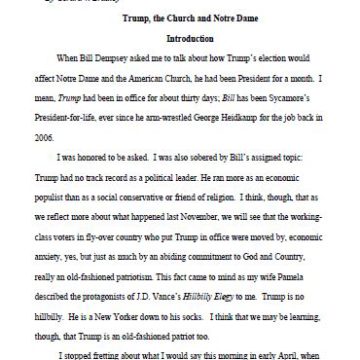 Trump, the Church and Notre Dame
Introduction
When Bill Dempsey asked me to talk about how Trump's election would
affect Notre Dame and the American Church, he had been President for a month. I
mean, Trump had been in office for about thirty days; Bill has been Sycamore's
President-for-life, ever since he arm-wrestled George Heidkamp for the job back in
2006.
I was honored to be asked. I was also sobered by Bill's assigned topic:
Trump had no track record as a political leader. He ran more as an economic
populist than as a social conservative or friend of religion. I think, though, that as
we reflect more about what happened last November, we will see that the working-
class voters in fly-over country who put Trump in office were moved by, economic
anxiety, yes, but just as much by an abiding commitment to God and Country,
really an old-fashioned patriotism. This fact came to mind as my wife Pamela
described the protagonists of J.D. Vance's Hillbilly Elegy to me. Trump is no
hillbilly. He is a New Yorker down to his socks. I think that we may be learning,
though, that Trump is an old-fashioned patriot too.
I stopped fretting about what I would say this morning in early April, when